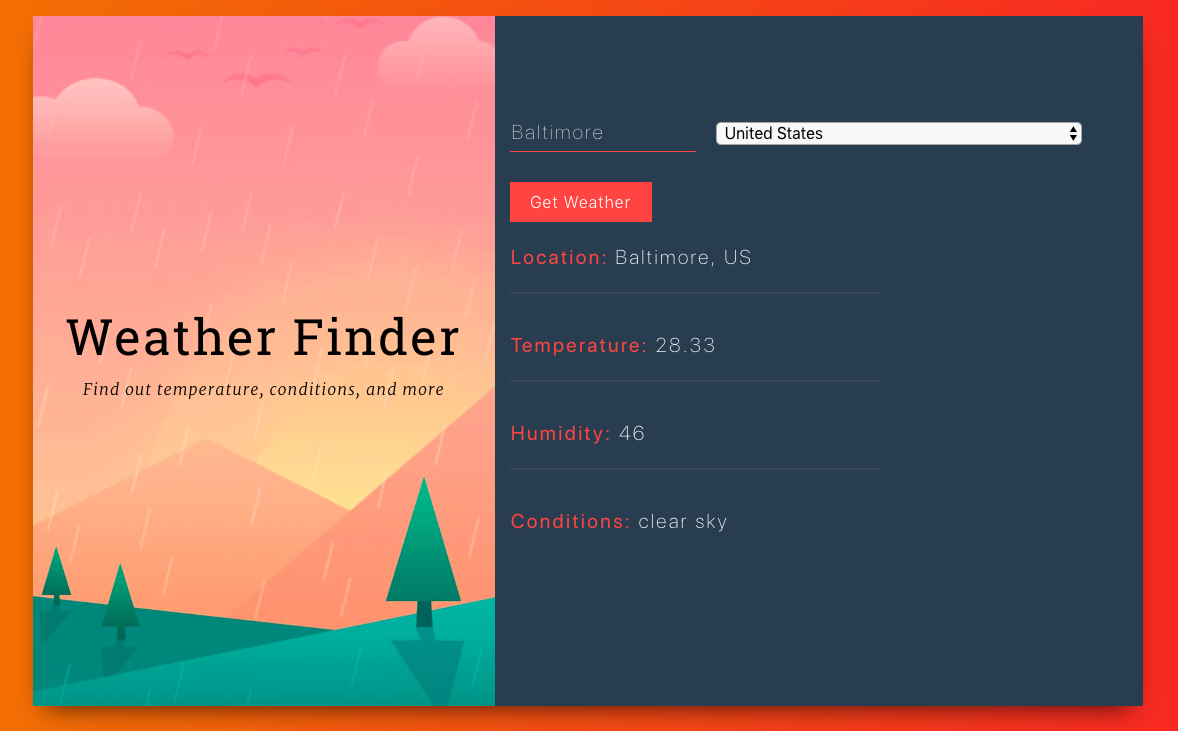 Weather Finder
Find out temperature, conditions, and more
Baltimore
United States
Get Weather
Location: Baltimore, US
Temperature: 28.33
Humidity: 46
Conditions: clear sky